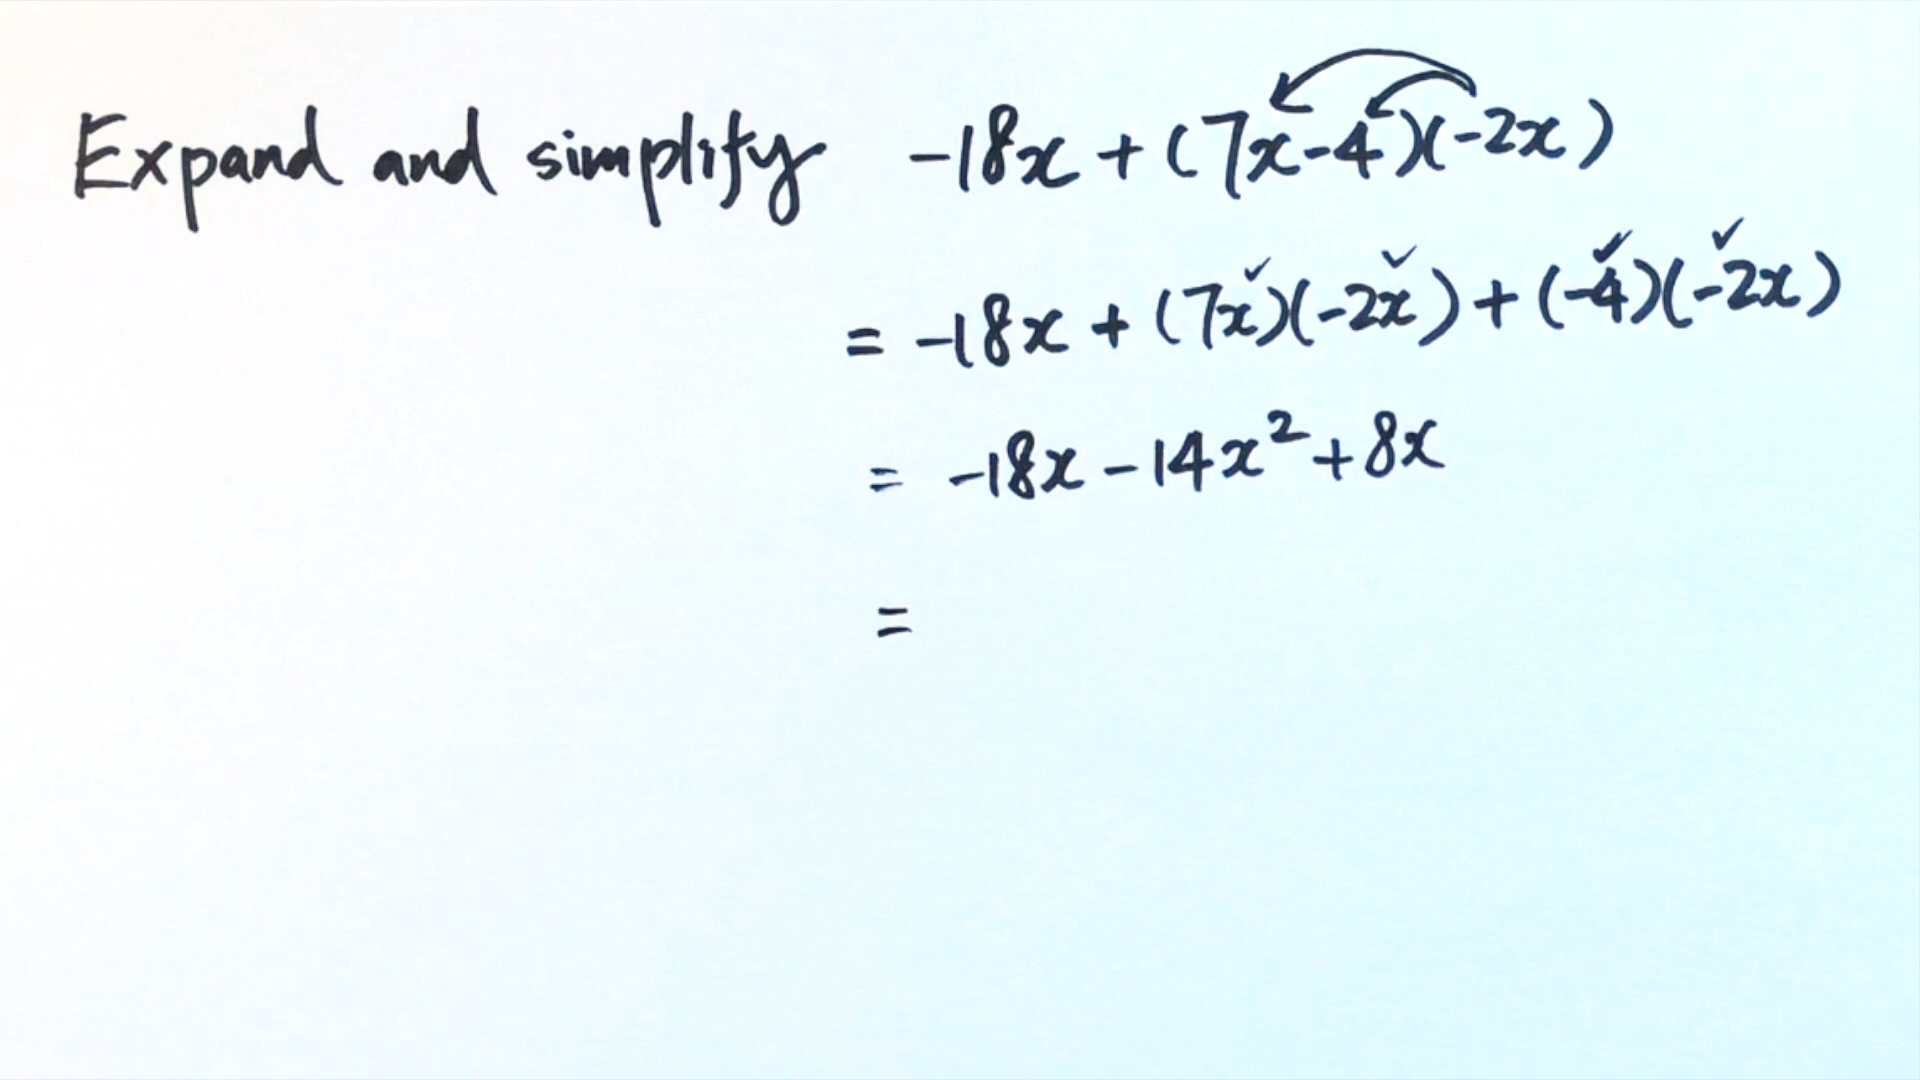 Expand and simplify -18x + (7x-4)(-2x)
= -18x + (7x)(-2x) + (-4)(-2x)
= -18x - 14x² + 8x
=